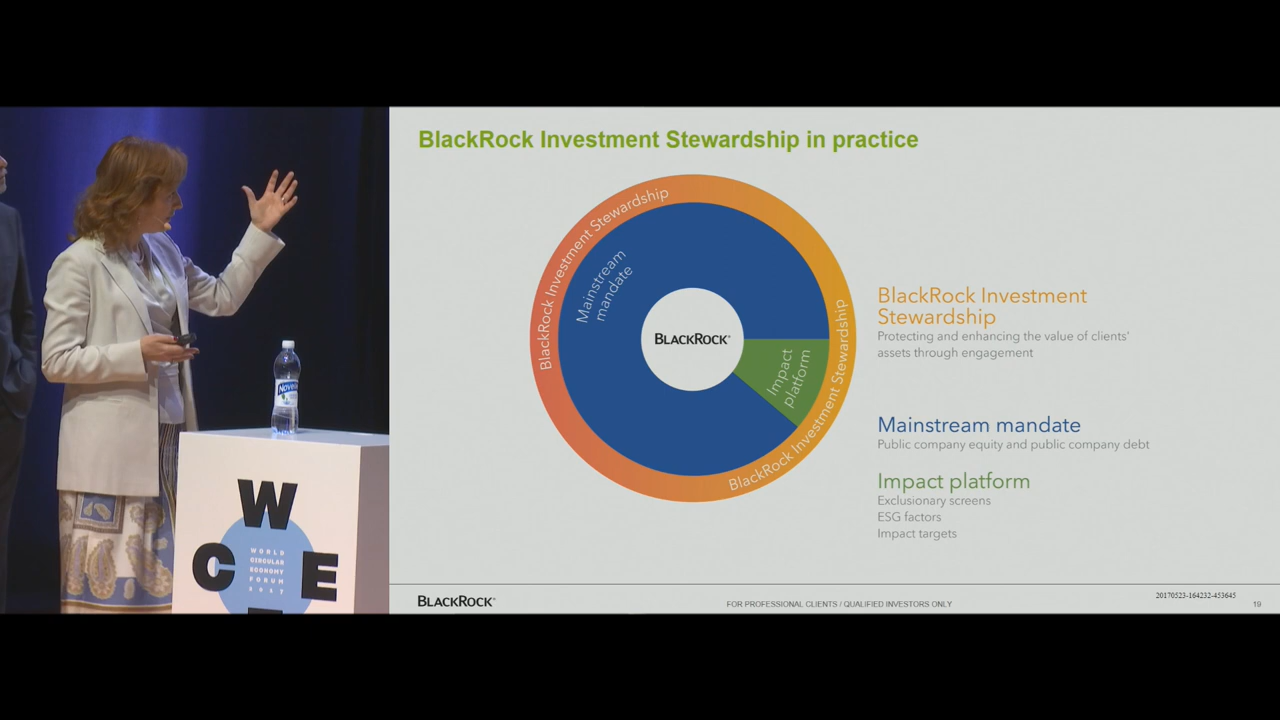 BlackRock Investment Stewardship in practice
BlackRock Investment Stewardship
Mainstream
mandate
BLACKROCK®
Impact
platform
BlackRock Investment Stewardship
BlackRock Investment
Stewardship
Protecting and enhancing the value of clients'
assets through engagement
Mainstream mandate
Public company equity and public company debt
Impact platform
Exclusionary screens
ESG factors
Impact targets
BLACKROCK®
FOR PROFESSIONAL CLIENTS / QUALIFIED INVESTORS ONLY
20170523-164232-453645
19
Novelle
W
C E
WORLD
CIRCULAR
ECONOMY
FORUM
2017